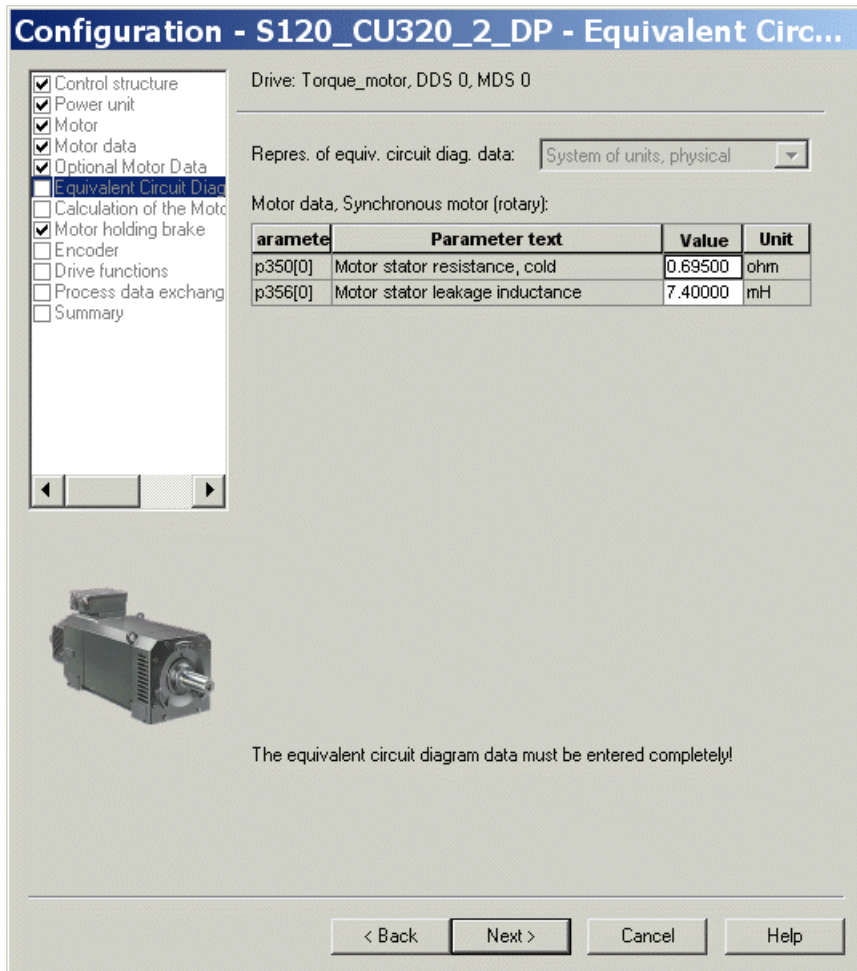 Configuration - S120_CU320_2_DP - Equivalent Circ...
Control structure
Power unit
Motor
Motor data
Optional Motor Data
Equivalent Circuit Diag
Calculation of the Moto
Motor holding brake
Encoder
Drive functions
Process data exchang
Summary
Drive: Torque_motor, DDS 0, MDS 0
Repres. of equiv. circuit diag. data: System of units, physical
Motor data, Synchronous motor (rotary):
aramete Parameter text Value Unit
p350[0] Motor stator resistance, cold 0.69500 ohm
p356[0] Motor stator leakage inductance 7.40000 mH
The equivalent circuit diagram data must be entered completely!
< Back Next > Cancel Help